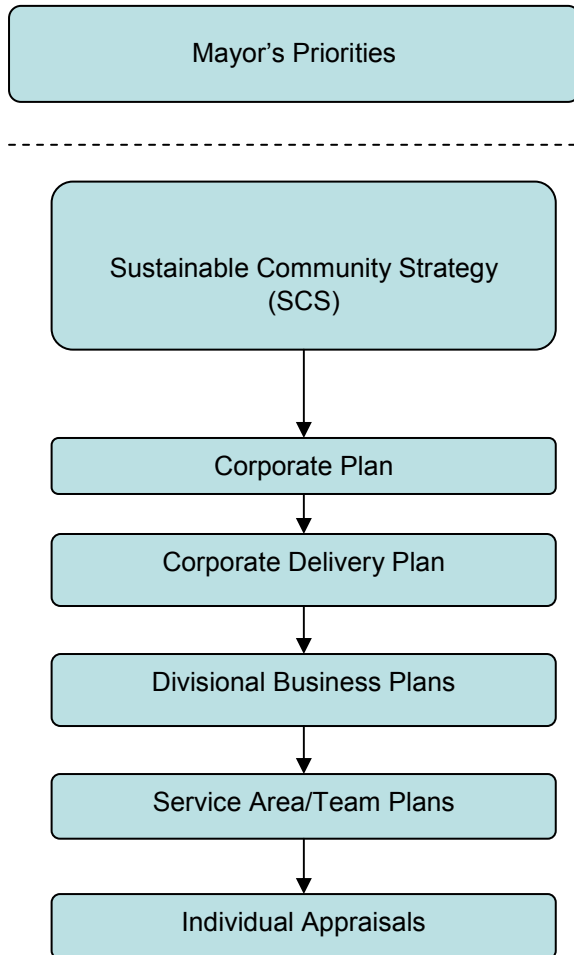 Mayor’s Priorities
Sustainable Community Strategy
(SCS)
Corporate Plan
Corporate Delivery Plan
Divisional Business Plans
Service Area/Team Plans
Individual Appraisals